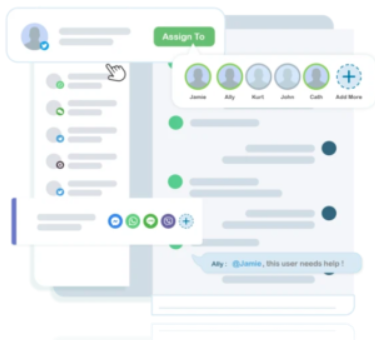 Assign To
Jamie
Ally
Kurt
John
Cath
Add More
Ally : @Jamie, this user needs help !